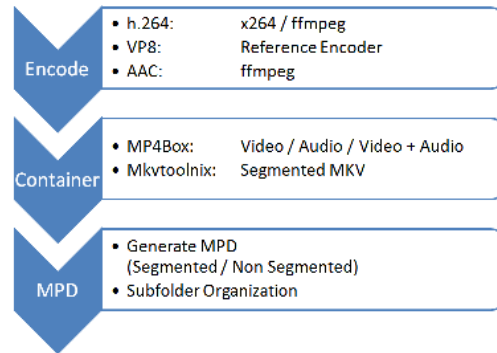 Encode
• h.264: x264 / ffmpeg
• VP8: Reference Encoder
• AAC: ffmpeg
Container
• MP4Box: Video / Audio / Video + Audio
• Mkvtoolnix: Segmented MKV
MPD
• Generate MPD
(Segmented / Non Segmented)
• Subfolder Organization